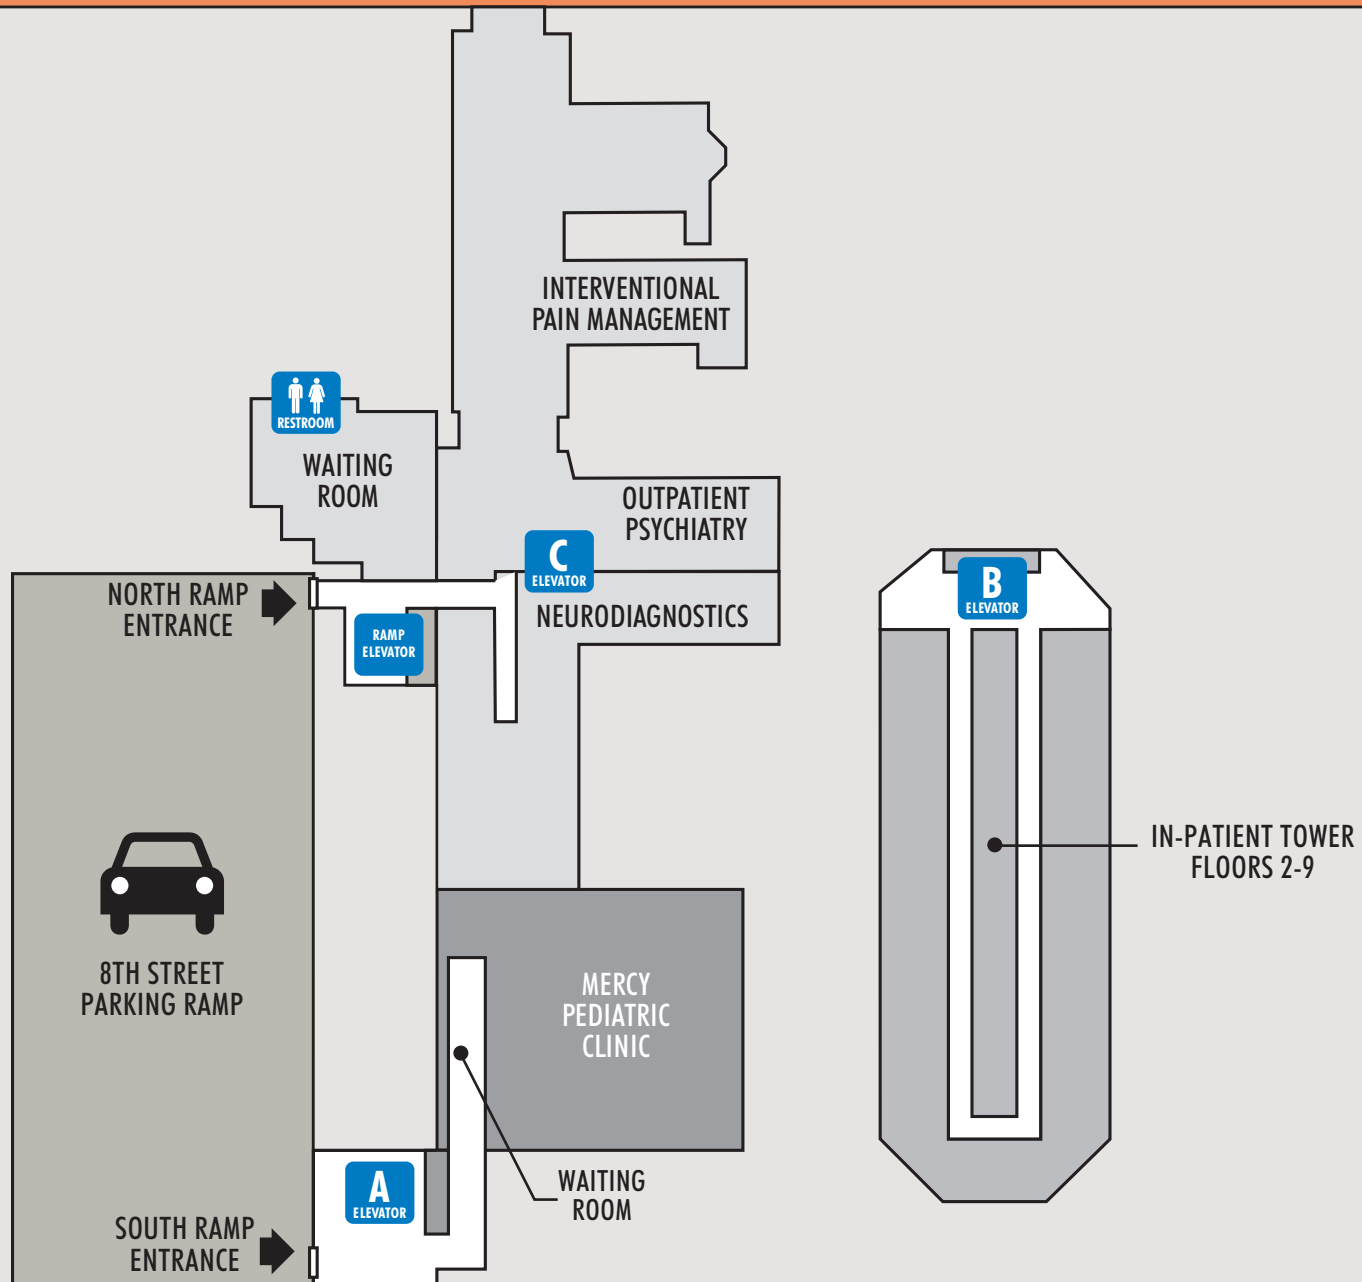 INTERVENTIONAL
PAIN MANAGEMENT
RESTROOM
WAITING
ROOM
OUTPATIENT
PSYCHIATRY
C
ELEVATOR
NEURODIAGNOSTICS
B
ELEVATOR
NORTH RAMP
ENTRANCE
RAMP
ELEVATOR
IN-PATIENT TOWER
FLOORS 2-9
8TH STREET
PARKING RAMP
MERCY
PEDIATRIC
CLINIC
A
ELEVATOR
WAITING
ROOM
SOUTH RAMP
ENTRANCE